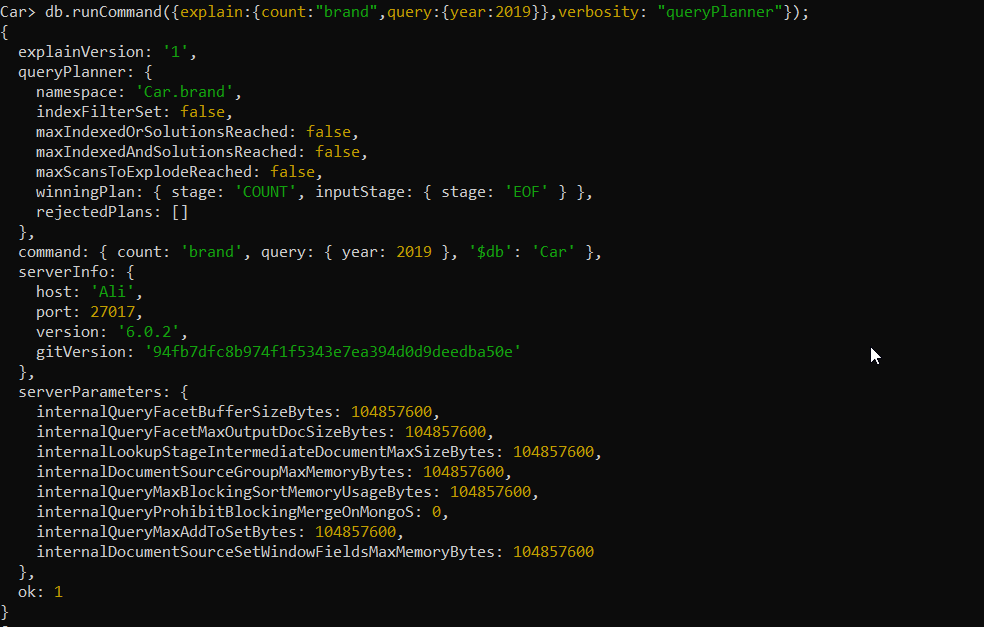 Car> db.runCommand({explain:{count:"brand",query:{year:2019}},verbosity: "queryPlanner"});
{
  explainVersion: '1',
  queryPlanner: {
    namespace: 'Car.brand',
    indexFilterSet: false,
    maxIndexedOrSolutionsReached: false,
    maxIndexedAndSolutionsReached: false,
    maxScansToExplodeReached: false,
    winningPlan: { stage: 'COUNT', inputStage: { stage: 'EOF' } },
    rejectedPlans: []
  },
  command: { count: 'brand', query: { year: 2019 }, '$db': 'Car' },
  serverInfo: {
    host: 'Ali',
    port: 27017,
    version: '6.0.2',
    gitVersion: '94fb7dfc8b974f1f5343e7ea394d0d9deedba50e'
  },
  serverParameters: {
    internalQueryFacetBufferSizeBytes: 104857600,
    internalQueryFacetMaxOutputDocSizeBytes: 104857600,
    internalLookupStageIntermediateDocumentMaxSizeBytes: 104857600,
    internalDocumentSourceGroupMaxMemoryBytes: 104857600,
    internalQueryMaxBlockingSortMemoryUsageBytes: 104857600,
    internalQueryProhibitBlockingMergeOnMongoS: 0,
    internalQueryMaxAddToSetBytes: 104857600,
    internalDocumentSourceSetWindowFieldsMaxMemoryBytes: 104857600
  },
  ok: 1
}